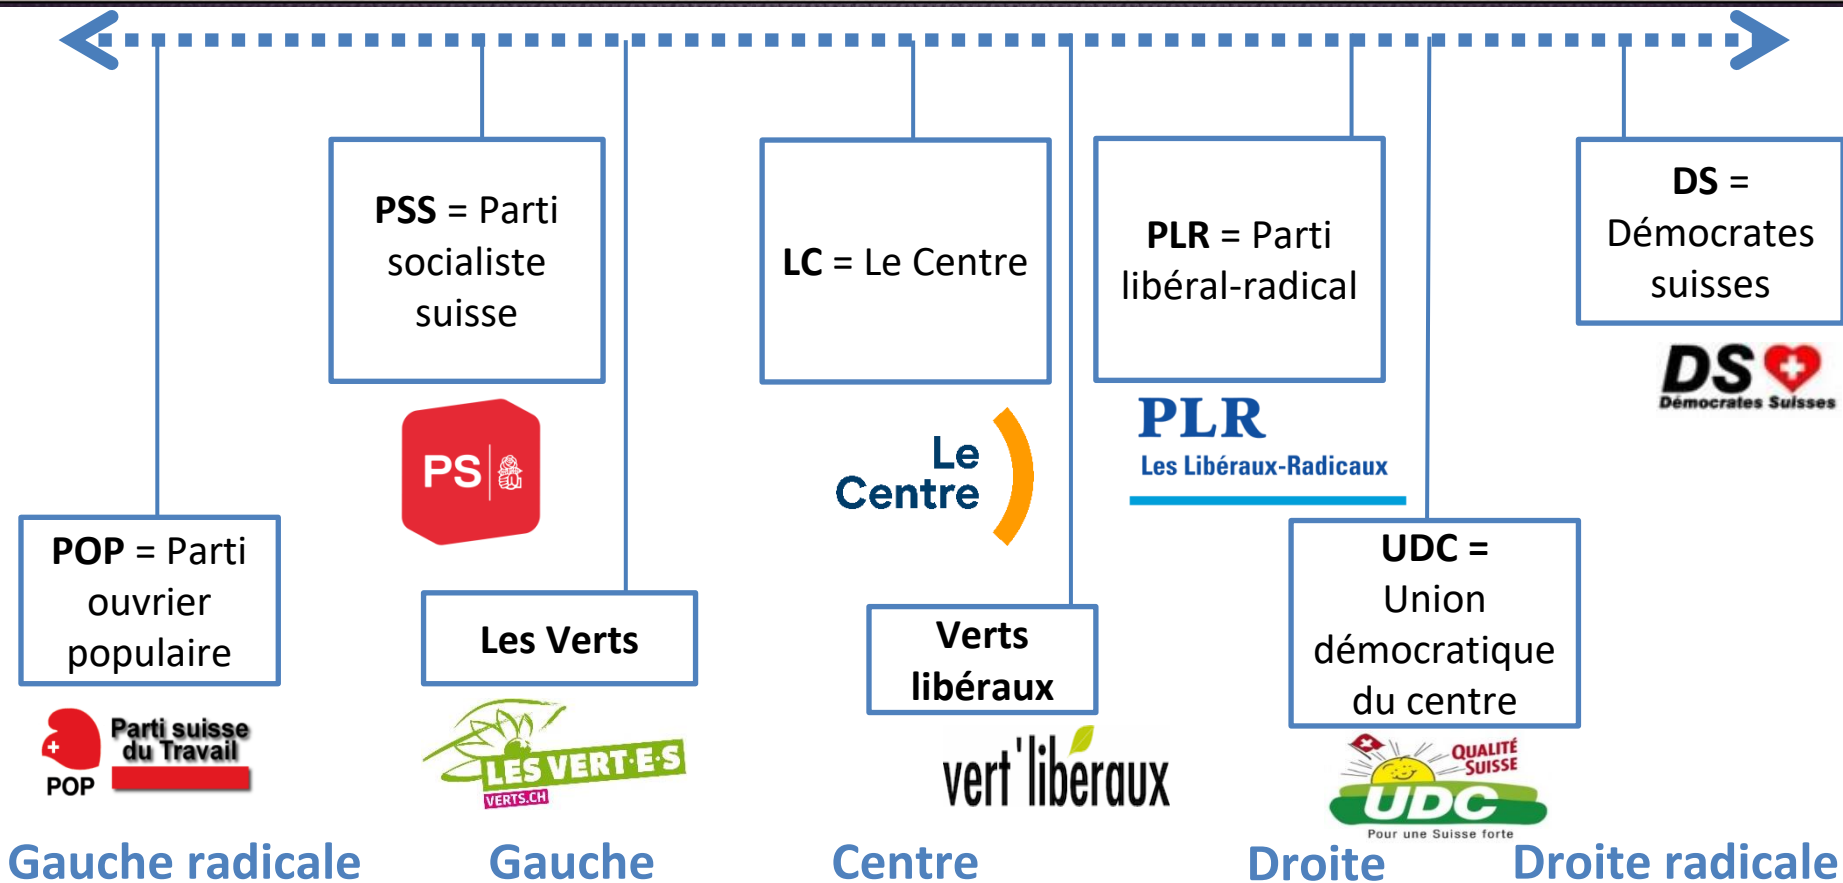 PSS = Parti
socialiste
suisse
LC = Le Centre
PLR = Parti
libéral-radical
DS =
Démocrates
suisses
DS
Démocrates Suisses
PS
Le
Centre
PLR
Les Libéraux-Radicaux
POP = Parti
ouvrier
populaire
Les Verts
Verts
libéraux
UDC =
Union
démocratique
du centre
Parti suisse
du Travail
POP
LES VERT·E·S
VERTS.CH
vert'libéraux
QUALITÉ
SUISSE
UDC
Pour une Suisse forte
Gauche radicale
Gauche
Centre
Droite
Droite radicale